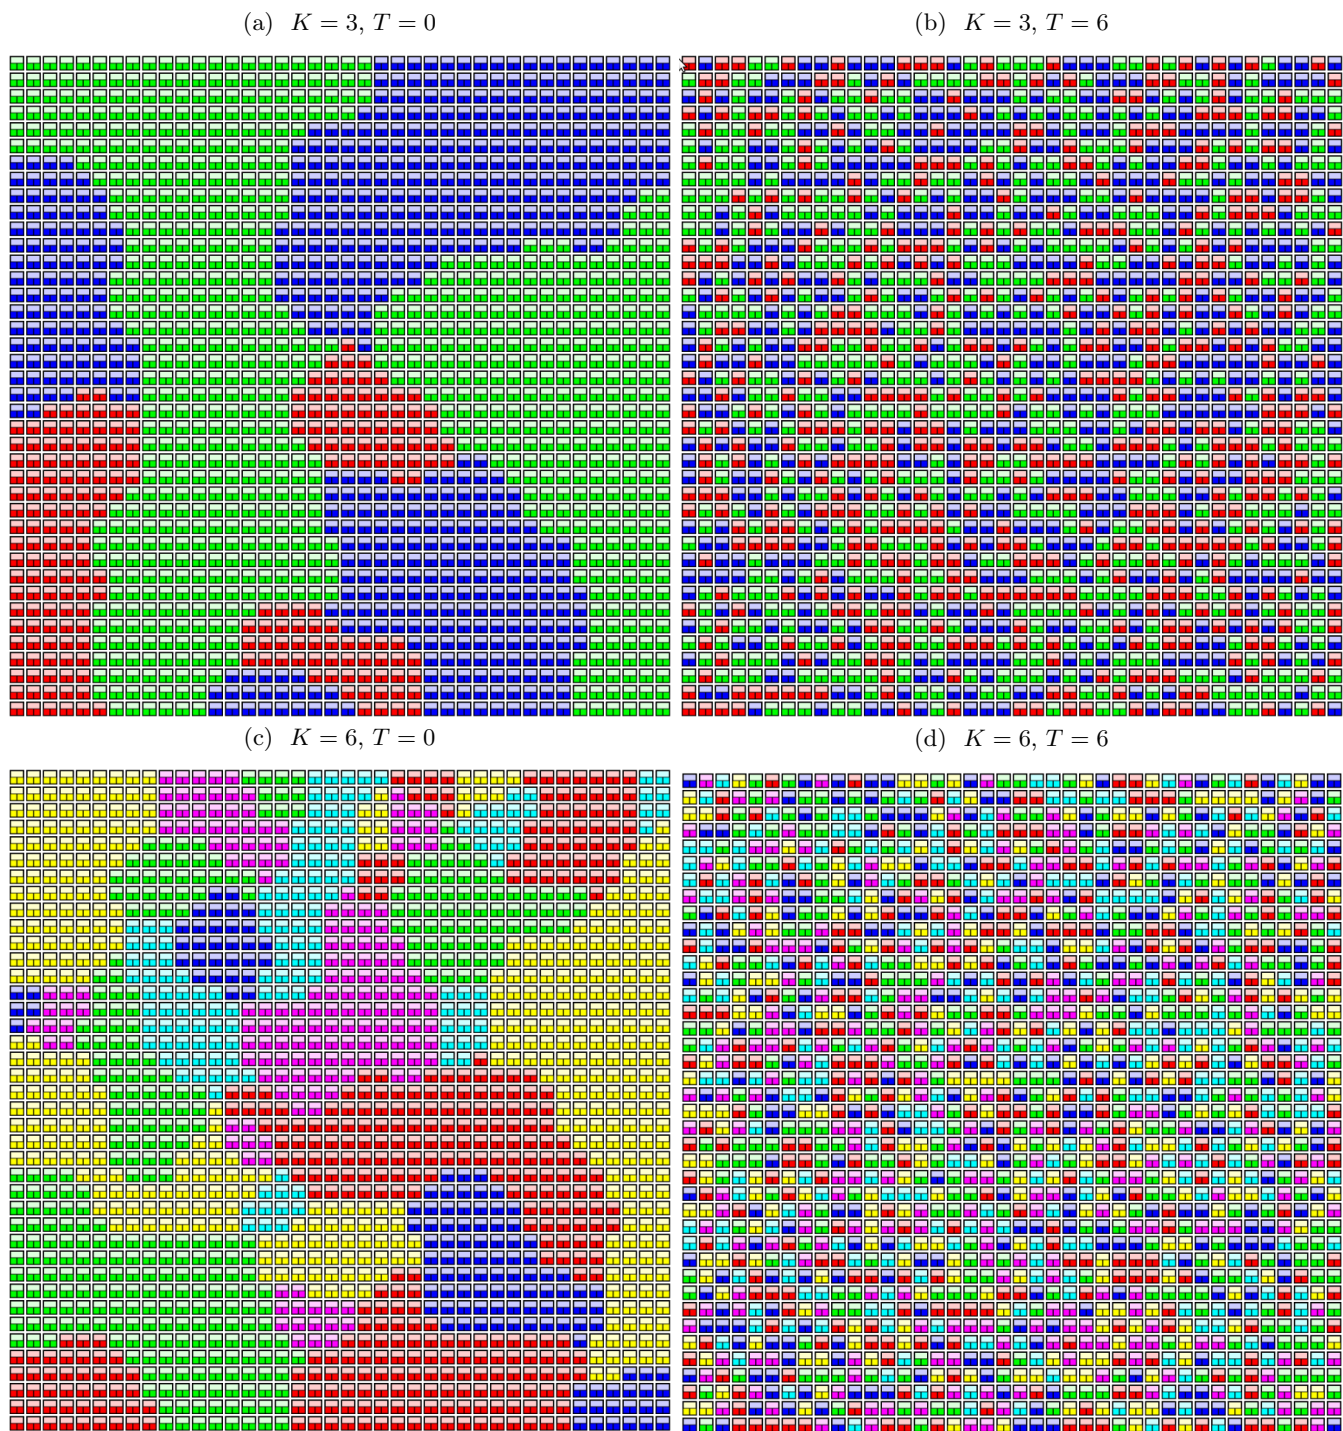 (a) K = 3, T = 0
(b) K = 3, T = 6
(c) K = 6, T = 0
(d) K = 6, T = 6